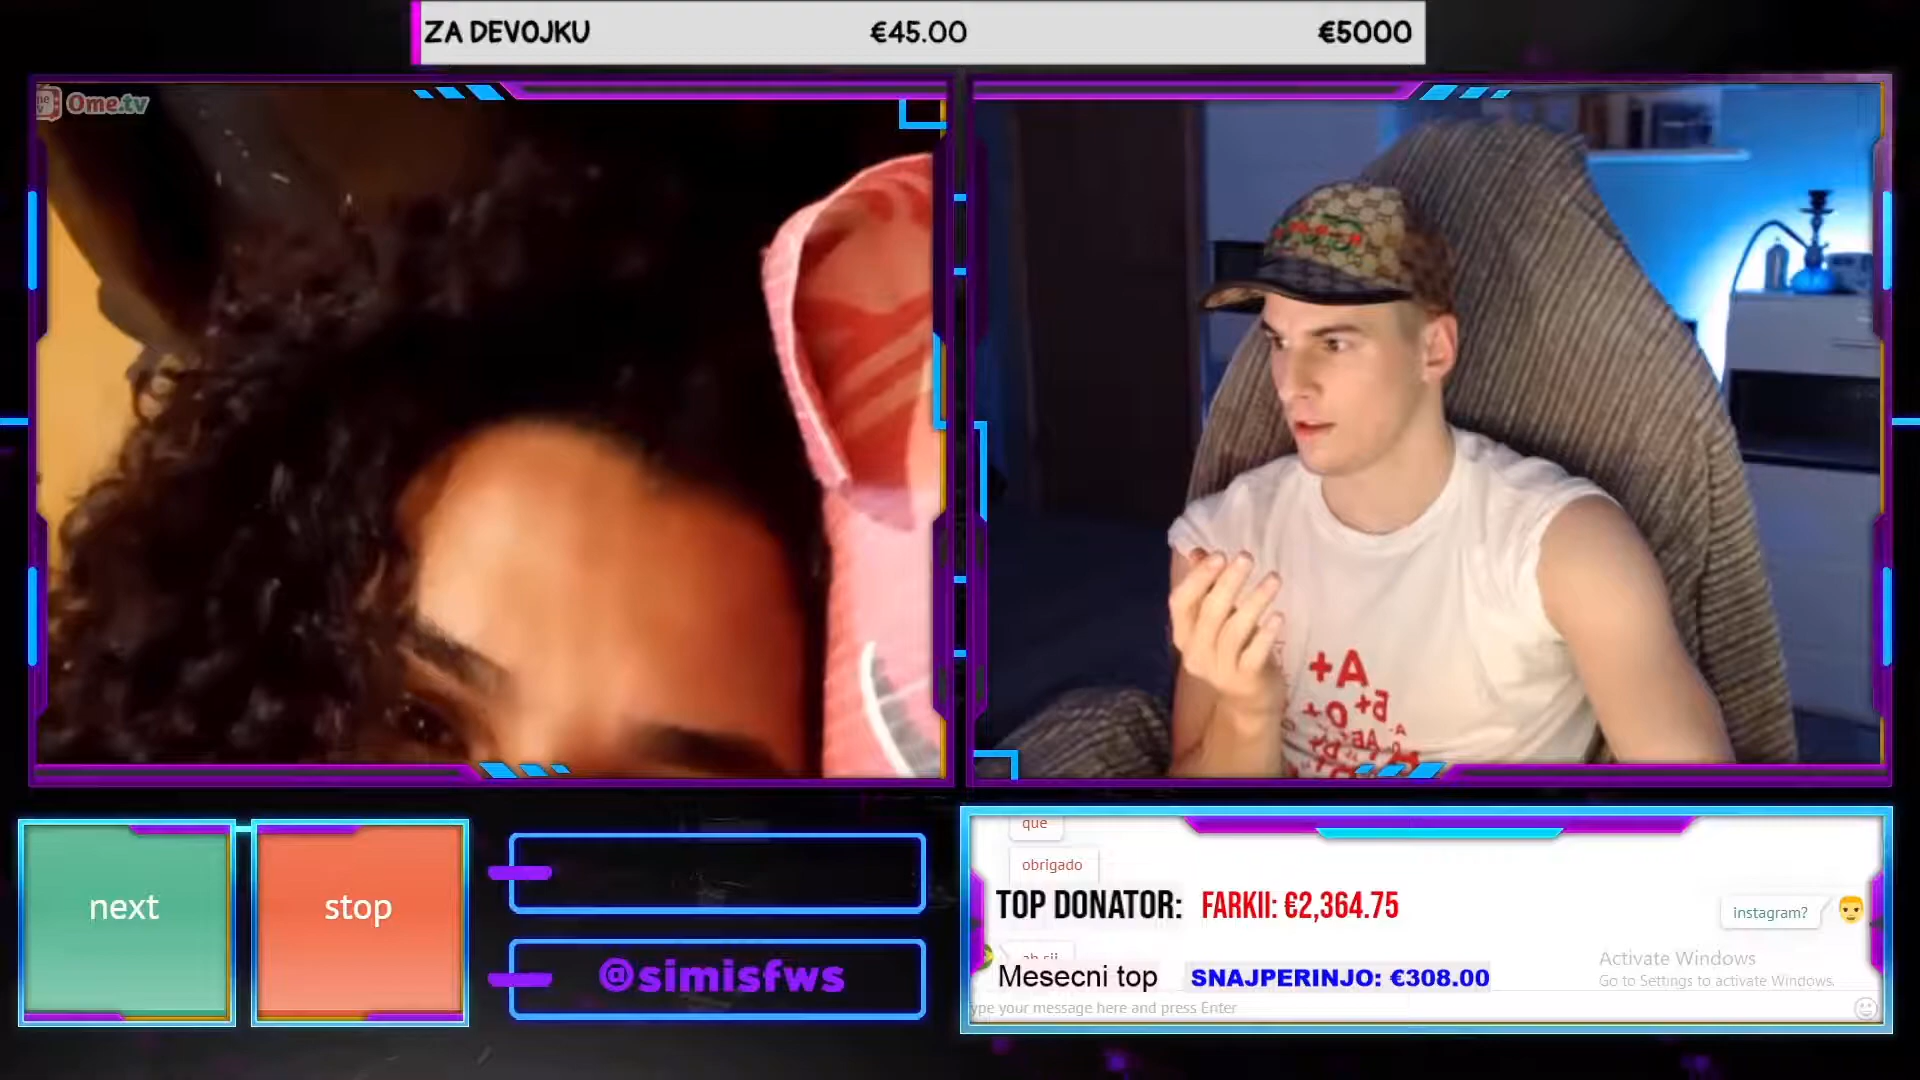 ZA DEVOJKU €45.00 €5000
Ome.tv
A+
que
obrigado
TOP DONATOR: FARKII: €2,364.75
instagram?
ah sii
Mesecni top SNAJPERINJO: €308.00
Activate Windows
Go to Settings to activate Windows.
ype your message here and press Enter
next
stop
@simisfws